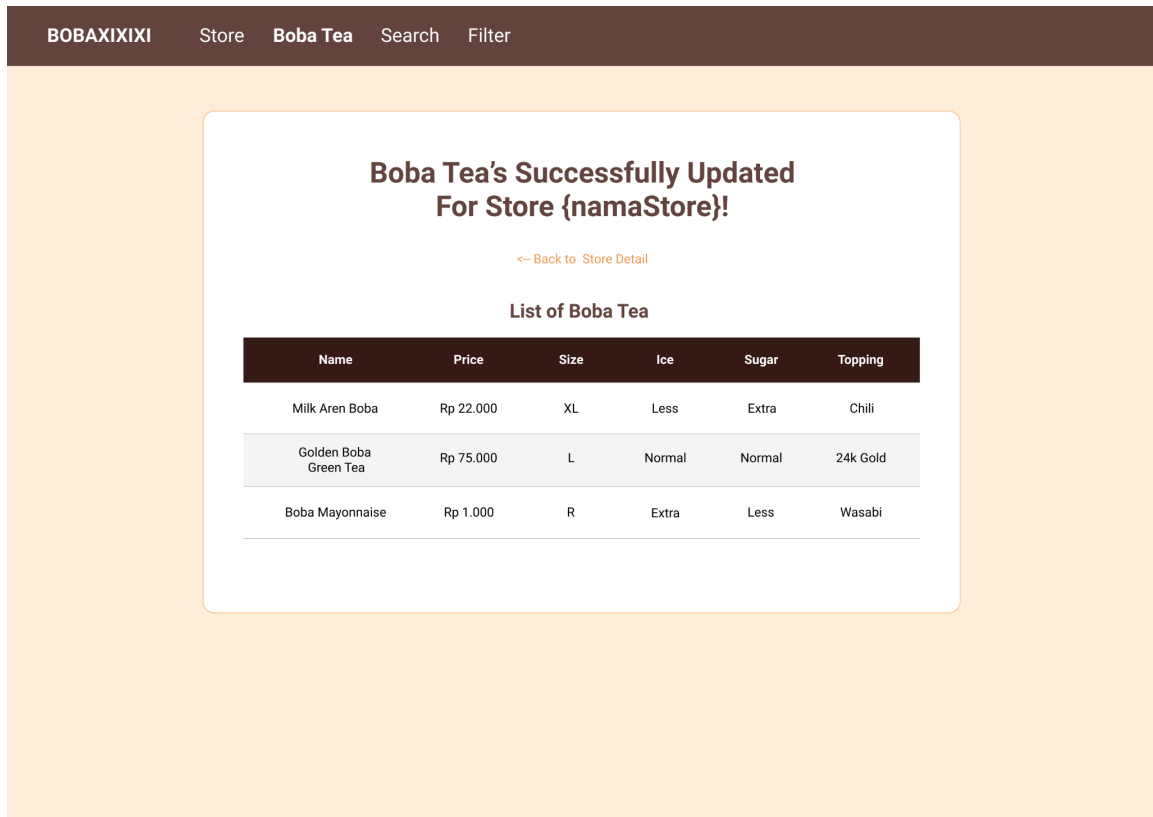 BOBAXIXIXI Store Boba Tea Search Filter
Boba Tea’s Successfully Updated
For Store {namaStore}!
<-- Back to Store Detail
List of Boba Tea
Name Price Size Ice Sugar Topping
Milk Aren Boba Rp 22.000 XL Less Extra Chili
Golden Boba
Green Tea Rp 75.000 L Normal Normal 24k Gold
Boba Mayonnaise Rp 1.000 R Extra Less Wasabi